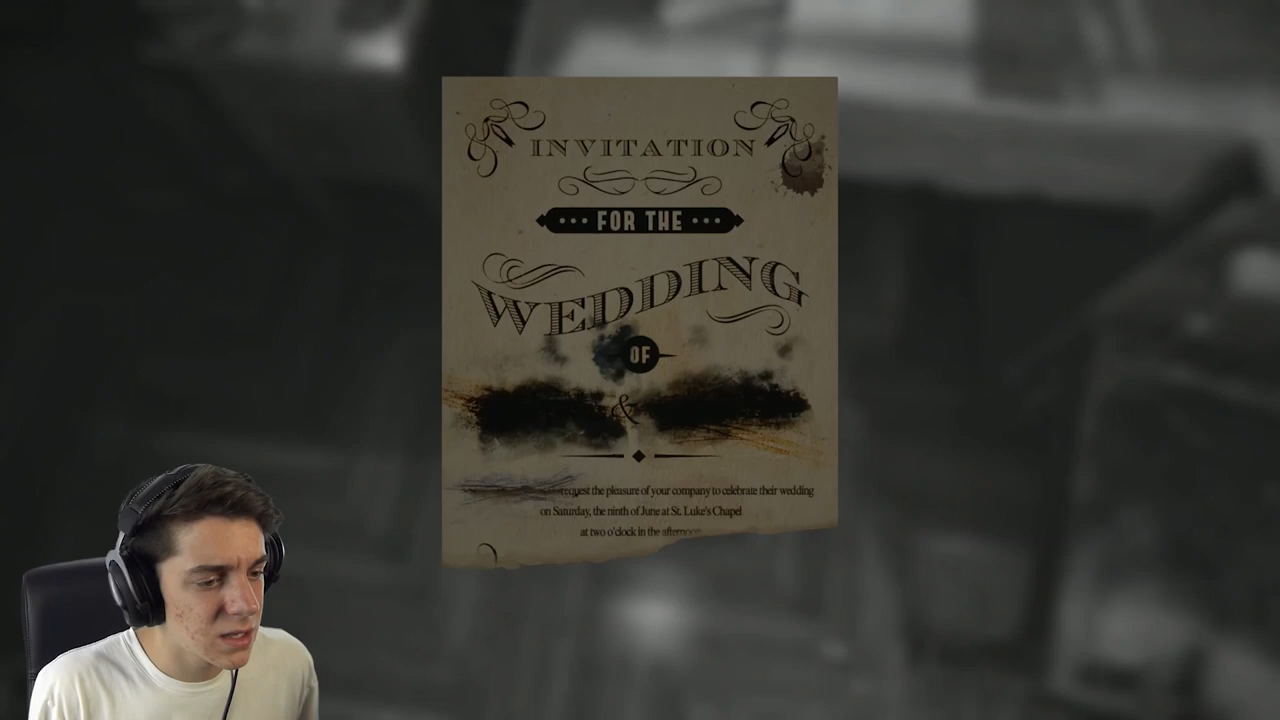 INVITATION
FOR THE
WEDDING
OF
&
request the pleasure of your company to celebrate their wedding
on Saturday, the ninth of June at St. Luke's Chapel
at two o'clock in the afternoon